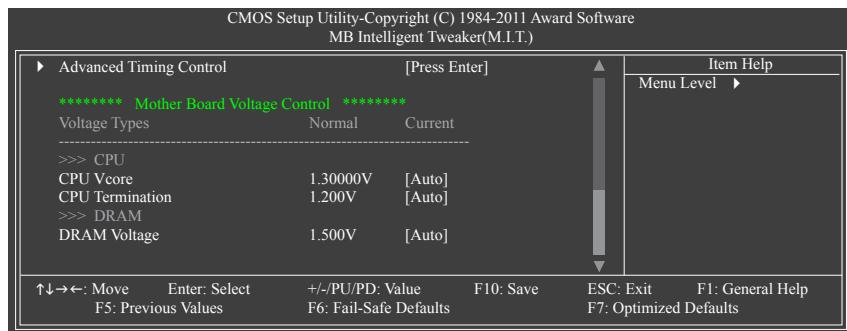 CMOS Setup Utility-Copyright (C) 1984-2011 Award Software
MB Intelligent Tweaker(M.I.T.)
▶ Advanced Timing Control [Press Enter]
******** Mother Board Voltage Control ********
Voltage Types Normal Current
--------------------------------------------------------------------------
>>> CPU
CPU Vcore 1.30000V [Auto]
CPU Termination 1.200V [Auto]
>>> DRAM
DRAM Voltage 1.500V [Auto]
Item Help
Menu Level ▶
↑↓→←: Move Enter: Select +/-/PU/PD: Value F10: Save ESC: Exit F1: General Help
F5: Previous Values F6: Fail-Safe Defaults F7: Optimized Defaults